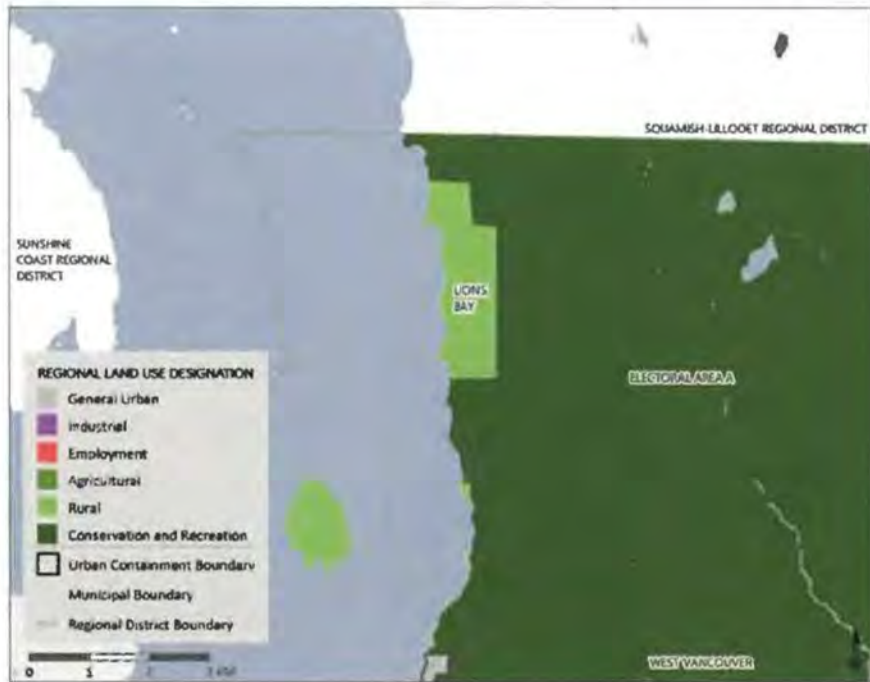 SQUAMISH-LILLOOET REGIONAL DISTRICT
SUNSHINE
COAST REGIONAL
DISTRICT
LIONS
BAY
ELECTORAL AREA A
REGIONAL LAND USE DESIGNATION
General Urban
Industrial
Employment
Agricultural
Rural
Conservation and Recreation
Urban Containment Boundary
Municipal Boundary
Regional District Boundary
0 1 2
WEST VANCOUVER